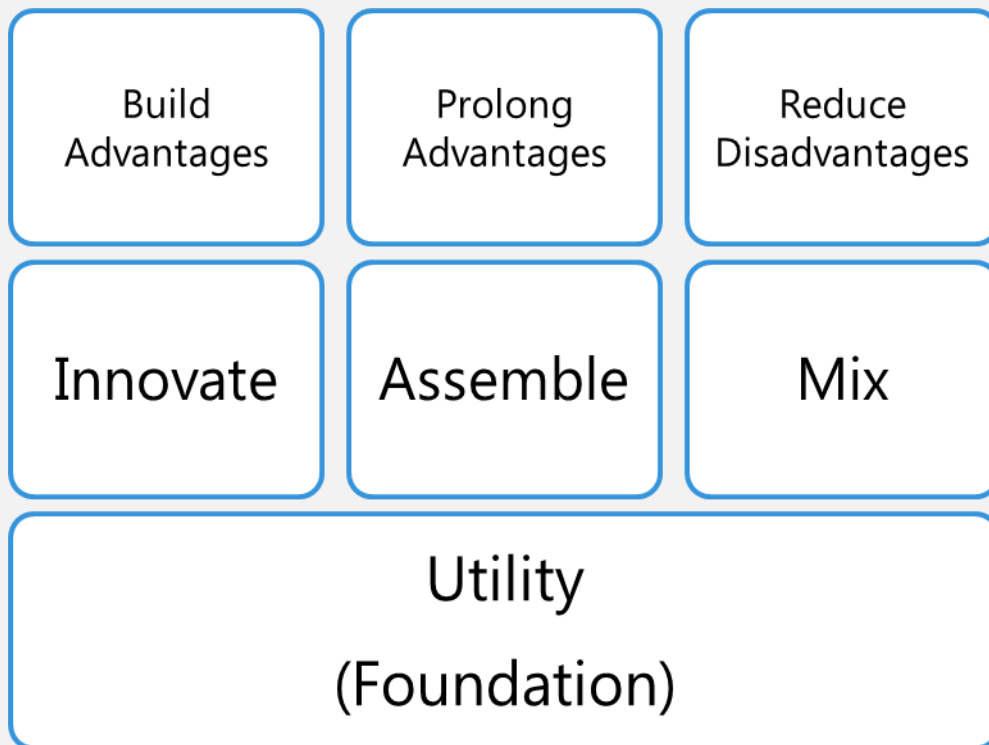 Build
Advantages
Prolong
Advantages
Reduce
Disadvantages
Innovate
Assemble
Mix
Utility
(Foundation)